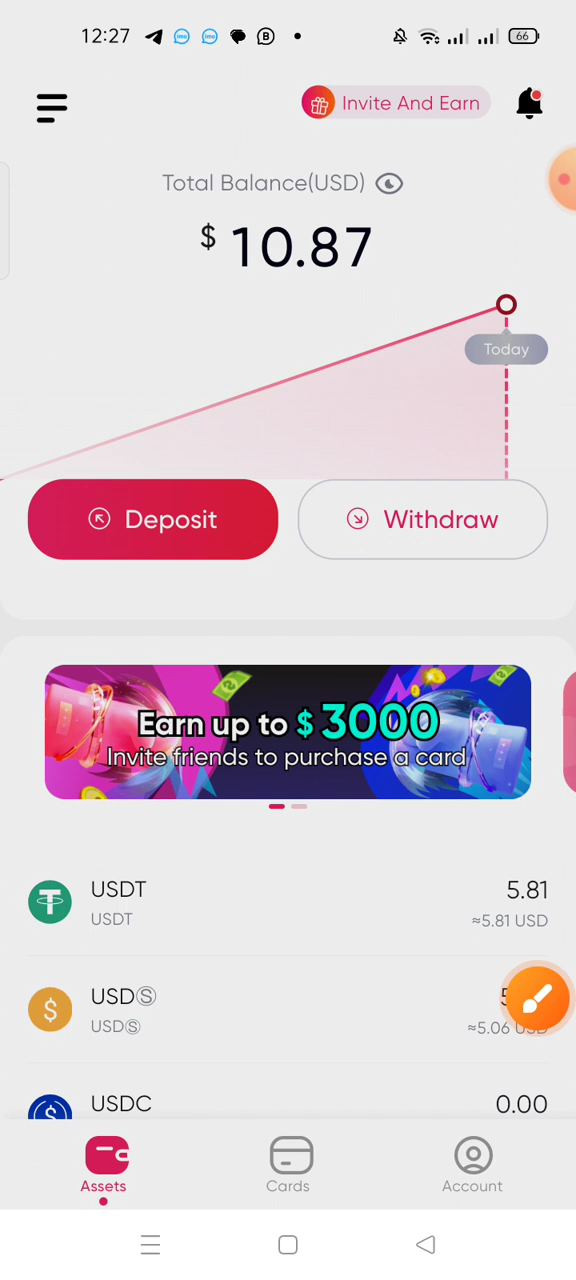 12:27
66
Invite And Earn
Total Balance(USD)
$ 10.87
Today
Deposit
Withdraw
Earn up to $ 3000
Invite friends to purchase a card
USDT
5.81
USDT
≈5.81 USD
USDⓈ
USDⓈ
≈5.06 USD
USDC
0.00
Assets
Cards
Account